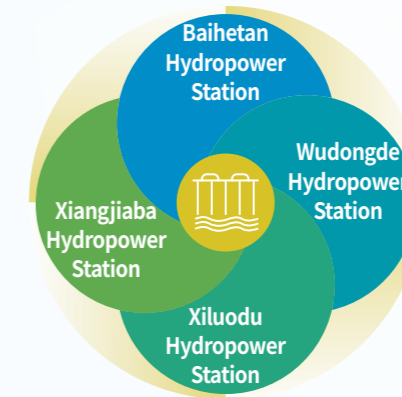 Baihetan
Hydropower
Station
Wudongde
Hydropower
Station
Xiangjiaba
Hydropower
Station
Xiluodu
Hydropower
Station